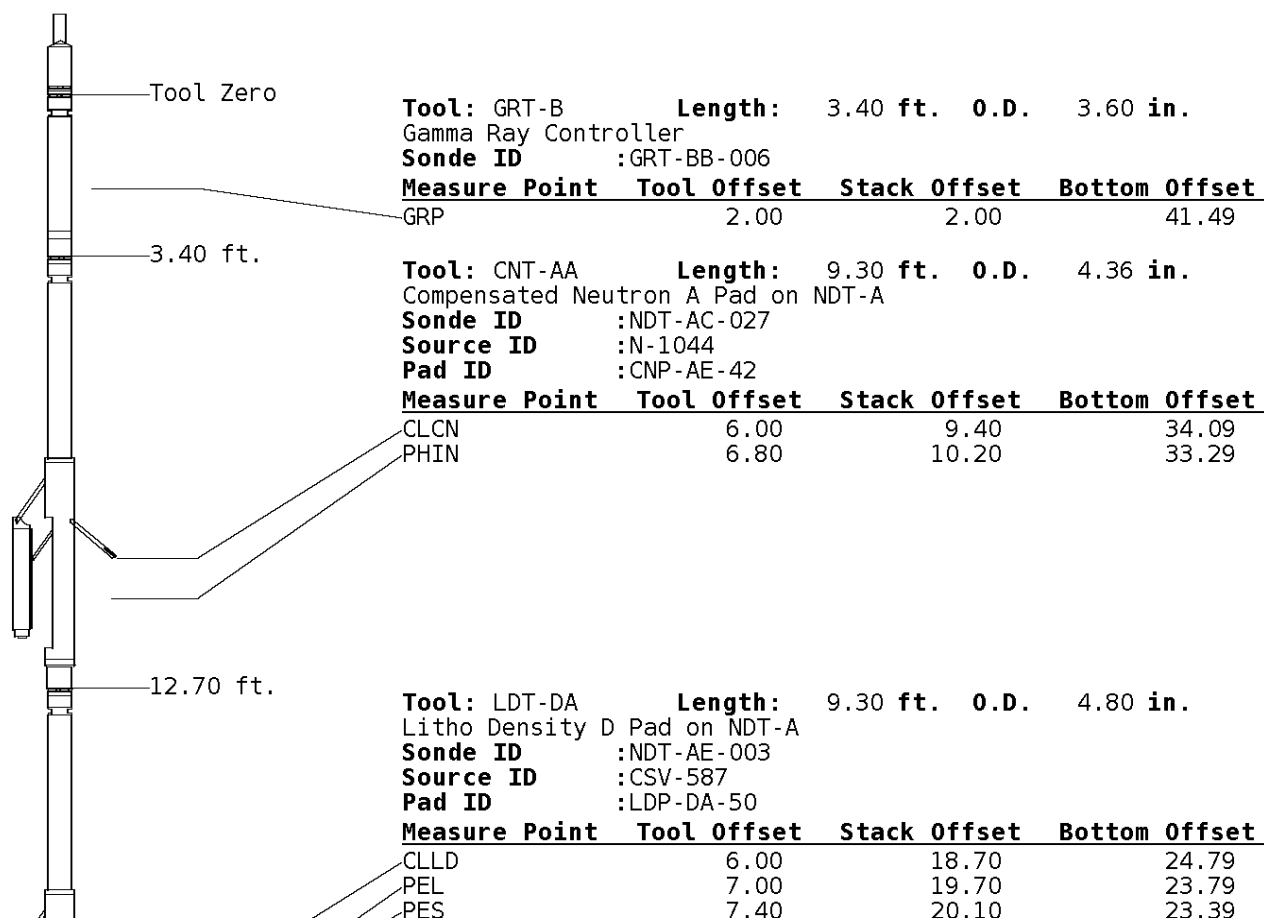 Tool Zero
Tool: GRT-B Length: 3.40 ft. O.D. 3.60 in.
Gamma Ray Controller
Sonde ID :GRT-BB-006
Measure Point Tool Offset Stack Offset Bottom Offset
GRP 2.00 2.00 41.49
3.40 ft.
Tool: CNT-AA Length: 9.30 ft. O.D. 4.36 in.
Compensated Neutron A Pad on NDT-A
Sonde ID :NDT-AC-027
Source ID :N-1044
Pad ID :CNP-AE-42
Measure Point Tool Offset Stack Offset Bottom Offset
CLCN 6.00 9.40 34.09
PHIN 6.80 10.20 33.29
12.70 ft.
Tool: LDT-DA Length: 9.30 ft. O.D. 4.80 in.
Litho Density D Pad on NDT-A
Sonde ID :NDT-AE-003
Source ID :CSV-587
Pad ID :LDP-DA-50
Measure Point Tool Offset Stack Offset Bottom Offset
CLLD 6.00 18.70 24.79
PEL 7.00 19.70 23.79
PES 7.40 20.10 23.39